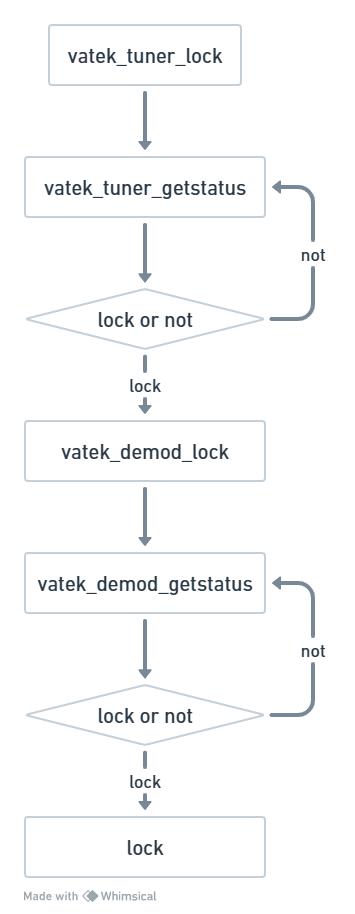 vatek_tuner_lock
vatek_tuner_getstatus
not
lock or not
lock
vatek_demod_lock
vatek_demod_getstatus
not
lock or not
lock
lock
Made with Whimsical